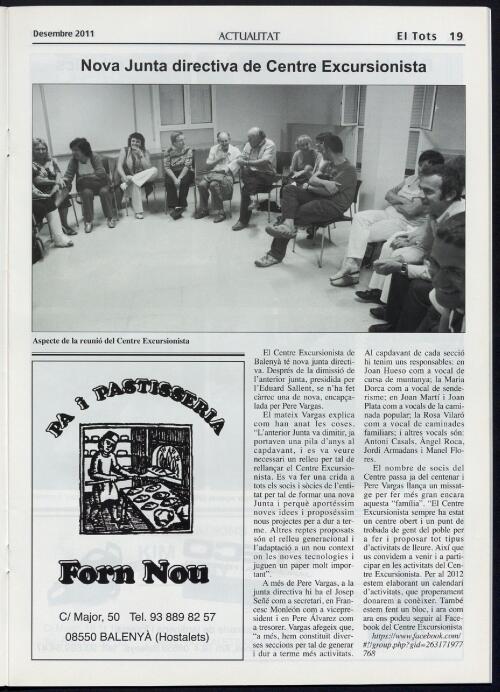 Desembre 2011
ACTUALITAT
El Tots 19
Nova Junta directiva de Centre Excursionista
Aspecte de la reunió del Centre Excursionista
PA i PASTISSERIA
Forn Nou
C/ Major, 50 Tel. 93 889 82 57
08550 BALENYÀ (Hostalets)
El Centre Excursionista de
Balenyà té nova junta directi-
va. Després de la dimissió de
l'anterior junta, presidida per
l'Eduard Sallent, se n'ha fet
càrrec una de nova, encapça-
lada per Pere Vargas.
El mateix Vargas explica
com han anat les coses.
"L'anterior Junta va dimitir, ja
portaven una pila d'anys al
capdavant, i es va veure
necessari un relleu per tal de
rellançar el Centre Excursio-
nista. Es va fer una crida a
tots els socis i sòcies de l'enti-
tat per tal de formar una nova
Junta i perquè aportéssim
noves idees i proposéssim
nous projectes per a dur a ter-
me. Altres reptes proposats
són el relleu generacional i
l'adaptació a un nou context
on les noves tecnologies hi
juguen un paper molt impor-
tant".
A més de Pere Vargas, a la
junta directiva hi ha el Josep
Señé com a secretari, en Fran-
cesc Monleón com a vicepre-
sident i en Pere Álvarez com
a tresorer. Vargas afegeix que,
"a més, hem constituït diver-
ses seccions per tal de generar
i dur a terme més activitats.
Al capdavant de cada secció
hi tenim uns responsables: en
Joan Hueso com a vocal de
cursa de muntanya; la Maria
Dorca com a vocal de sende-
risme; en Joan Martí i Joan
Plata com a vocals de la cami-
nada popular; la Rosa Vilaró
com a vocal de caminades
familiars; i altres vocals són:
Antoni Casals, Àngel Roca,
Jordi Armadans i Manel Flo-
res.
El nombre de socis del
Centre passa ja del centenar i
Pere Vargas llança un missat-
ge per fer més gran encara
aquesta "família". "El Centre
Excursionista sempre ha estat
un centre obert i un punt de
trobada de gent del poble per
a fer i proposar tot tipus
d'activitats de lleure. Així que
us convidem a venir i a parti-
cipar en les activitats del Cen-
tre Excursionista. Per al 2012
estem elaborant un calendari
d'activitats, que properament
donarem a conèixer. També
estem fent un bloc, i ara com
ara ens podeu seguir al Face-
book del Centre Excursionista
https://www.facebook.com/
#!/group.php?gid=263171977
768